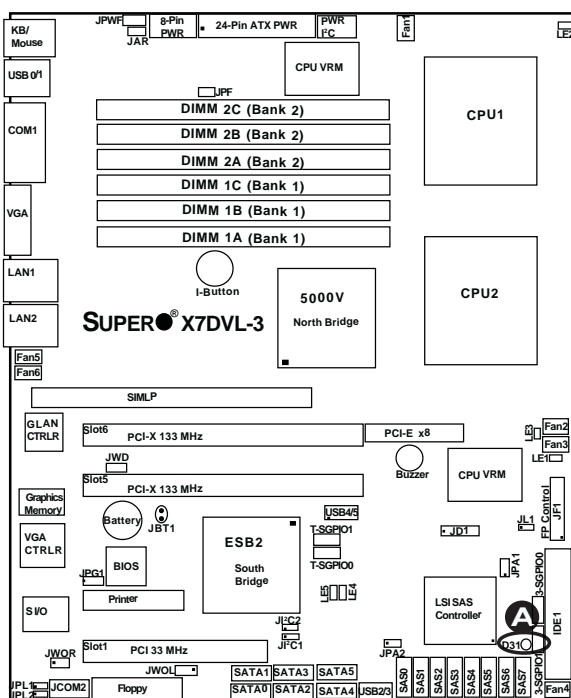 JPWF
JAR
8-Pin
PWR
24-Pin ATX PWR
PWR
I²C
Fan1
LE2
KB/
Mouse
USB 0/1
COM1
VGA
LAN1
LAN2
Fan5
Fan6
CPU VRM
JPF
DIMM 2C (Bank 2)
DIMM 2B (Bank 2)
DIMM 2A (Bank 2)
DIMM 1C (Bank 1)
DIMM 1B (Bank 1)
DIMM 1A (Bank 1)
CPU1
CPU2
I-Button
5000V
North Bridge
SUPER® X7DVL-3
SIMLP
GLAN
CTRLR
Slot6
PCI-X 133 MHz
PCI-E x8
Fan2
Fan3
LE3
LE1
JWD
Slot5
PCI-X 133 MHz
Buzzer
CPU VRM
Graphics
Memory
Battery
JBT1
USB4/5
T-SGPIO1
T-SGPIO0
JD1
JL1
FP Control
JF1
VGA
CTRLR
BIOS
JPG1
ESB2
South
Bridge
LE5
LE4
JPA1
3-SGPIO0
A
LSI SAS
Controller
IDE1
Printer
S I/O
JI²C2
JI²C1
JPA2
D31
3-SGPIO1
JWOR
Slot1
PCI 33 MHz
JWOL
JPL1
JPL2
JCOM2
Floppy
SATA1
SATA3
SATA5
SATA0
SATA2
SATA4
USB2/3
SAS0
SAS1
SAS2
SAS3
SAS4
SAS5
SAS6
SAS7
Fan4